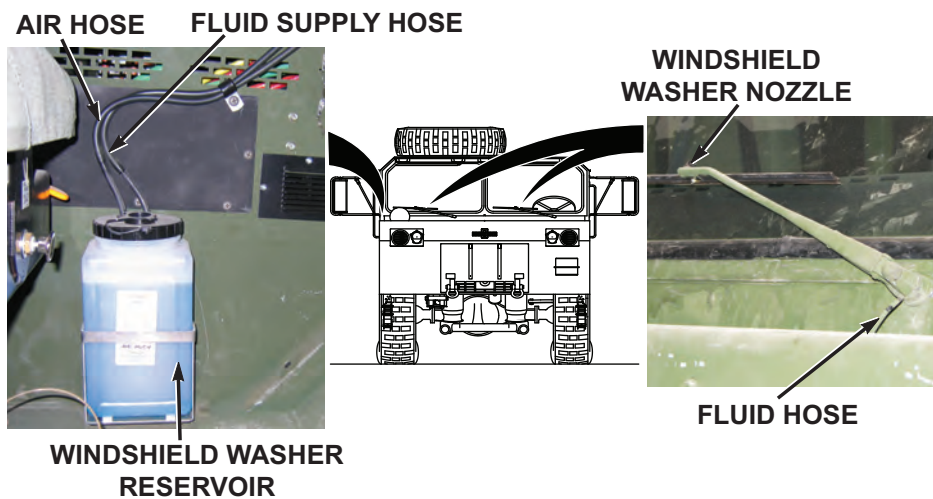 AIR HOSE
FLUID SUPPLY HOSE
WINDSHIELD
WASHER NOZZLE
FLUID HOSE
WINDSHIELD WASHER
RESERVOIR